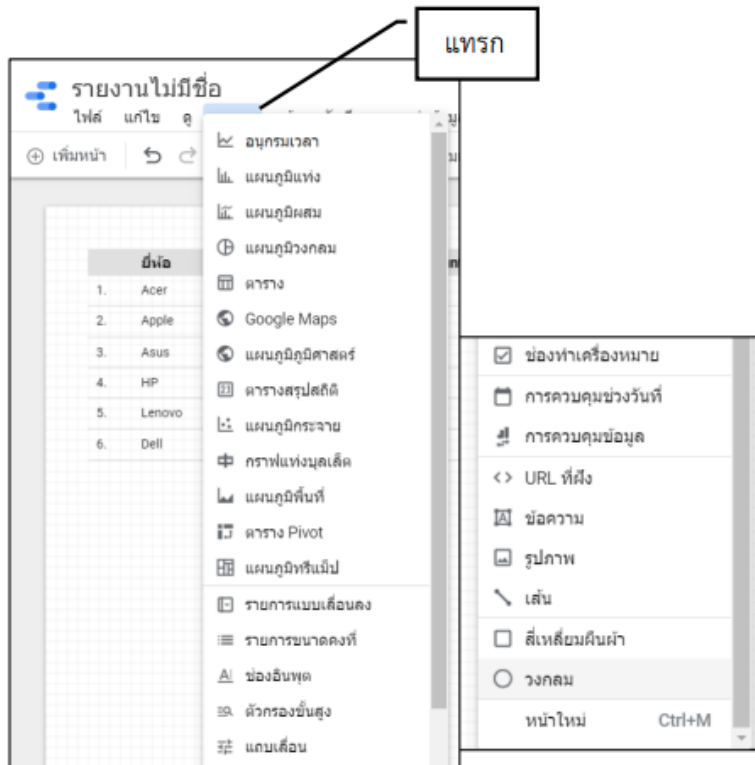 แทรก
รายงานไม่มีชื่อ
ไฟล์ แก้ไข ดู
เพิ่มหน้า
ยี่ห้อ
1. Acer
2. Apple
3. Asus
4. HP
5. Lenovo
6. Dell
อนุกรมเวลา
แผนภูมิแท่ง
แผนภูมิผสม
แผนภูมิวงกลม
ตาราง
Google Maps
แผนภูมิภูมิศาสตร์
ตารางสรุปสถิติ
แผนภูมิกระจาย
กราฟแท่งบุลเล็ต
แผนภูมิพื้นที่
ตาราง Pivot
แผนภูมิทรีแม็ป
รายการแบบเลื่อนลง
รายการขนาดคงที่
ช่องอินพุต
ตัวกรองขั้นสูง
แถบเลื่อน
ช่องทำเครื่องหมาย
การควบคุมช่วงวันที่
การควบคุมข้อมูล
URL ที่ฝัง
ข้อความ
รูปภาพ
เส้น
สี่เหลี่ยมผืนผ้า
วงกลม
หน้าใหม่ Ctrl+M